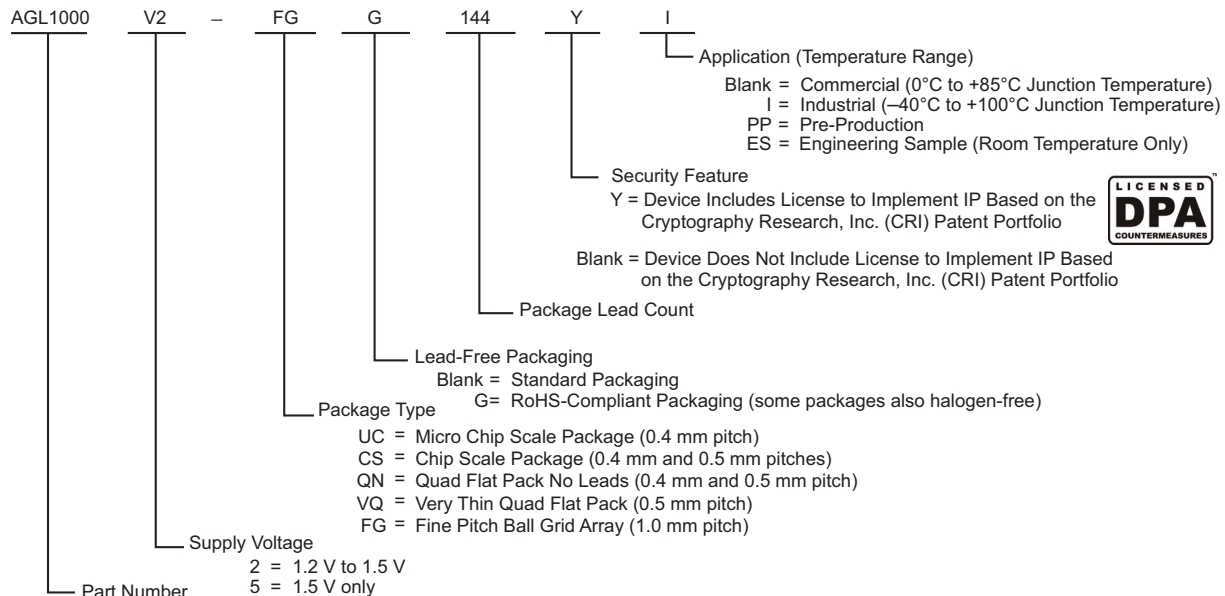 AGL1000 V2 – FG G 144 Y I
Application (Temperature Range)
Blank = Commercial (0°C to +85°C Junction Temperature)
I = Industrial (–40°C to +100°C Junction Temperature)
PP = Pre-Production
ES = Engineering Sample (Room Temperature Only)
Security Feature
Y = Device Includes License to Implement IP Based on the
Cryptography Research, Inc. (CRI) Patent Portfolio
LICENSED ™
DPA
COUNTERMEASURES
Blank = Device Does Not Include License to Implement IP Based
on the Cryptography Research, Inc. (CRI) Patent Portfolio
Package Lead Count
Lead-Free Packaging
Blank = Standard Packaging
G= RoHS-Compliant Packaging (some packages also halogen-free)
Package Type
UC = Micro Chip Scale Package (0.4 mm pitch)
CS = Chip Scale Package (0.4 mm and 0.5 mm pitches)
QN = Quad Flat Pack No Leads (0.4 mm and 0.5 mm pitch)
VQ = Very Thin Quad Flat Pack (0.5 mm pitch)
FG = Fine Pitch Ball Grid Array (1.0 mm pitch)
Supply Voltage
2 = 1.2 V to 1.5 V
5 = 1.5 V only
Part Number